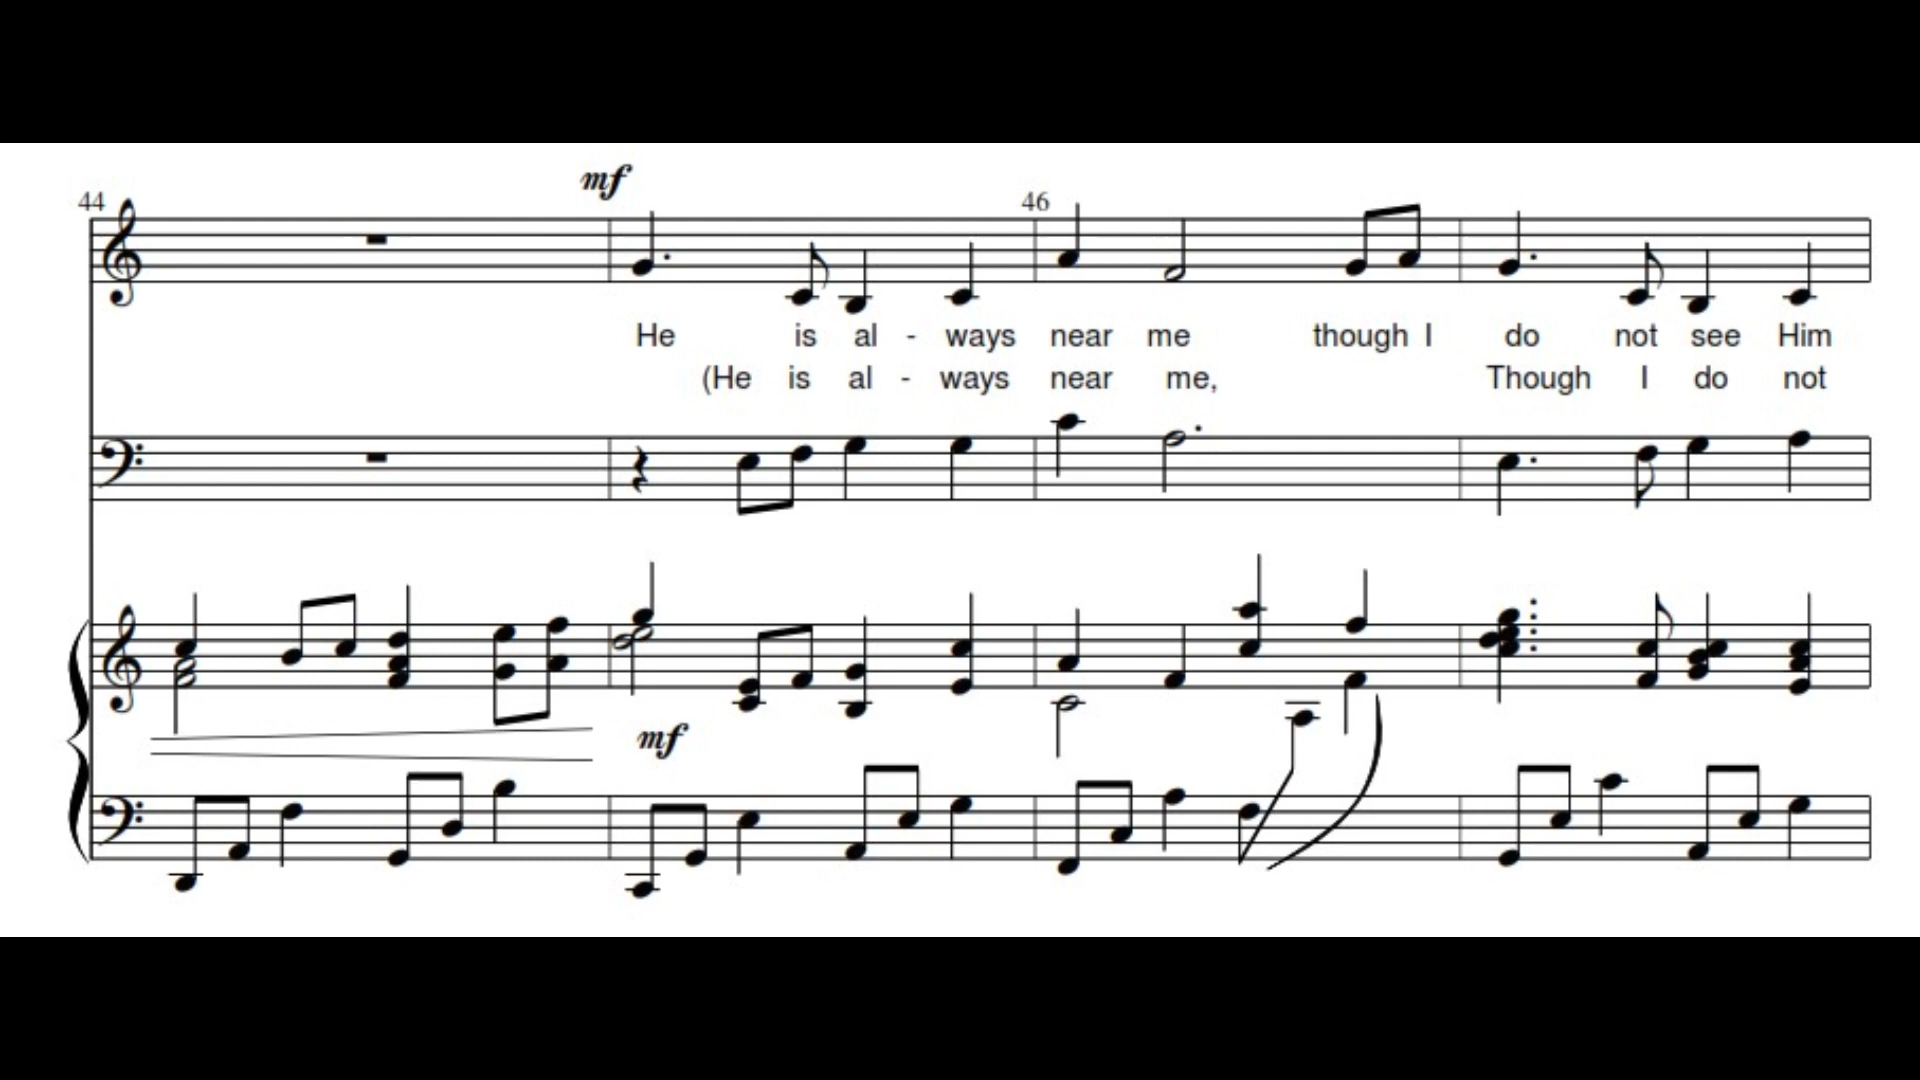 mf
44 46
He is al - ways near me though I do not see Him
(He is al - ways near me, Though I do not
mf